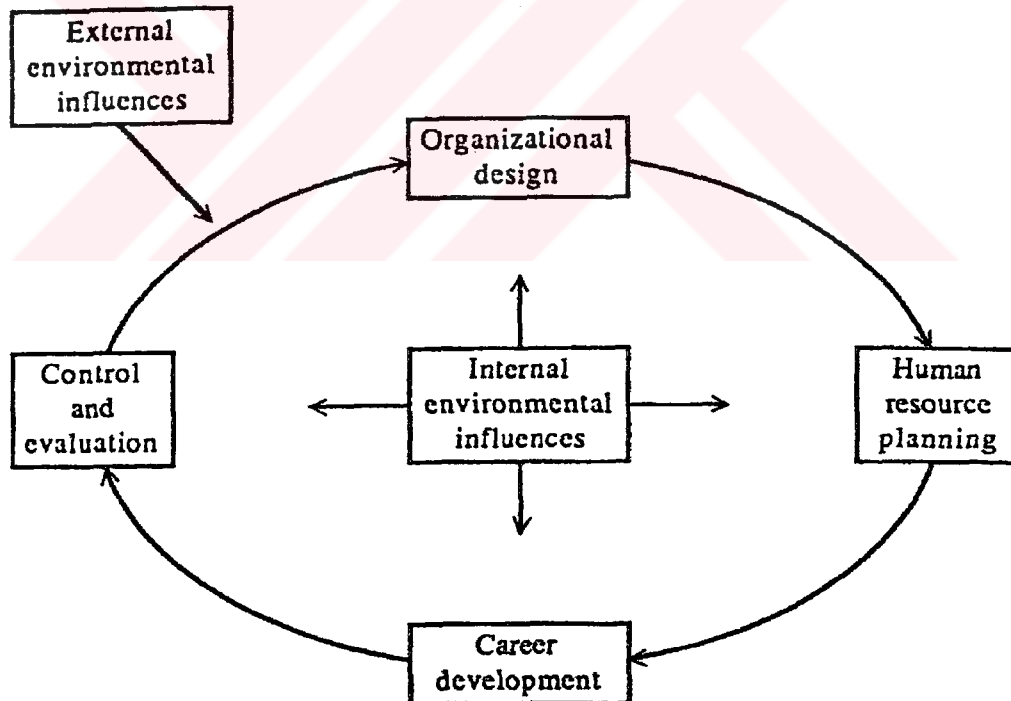 External
environmental
influences
Organizational
design
Control
and
evaluation
Internal
environmental
influences
Human
resource
planning
Career
development